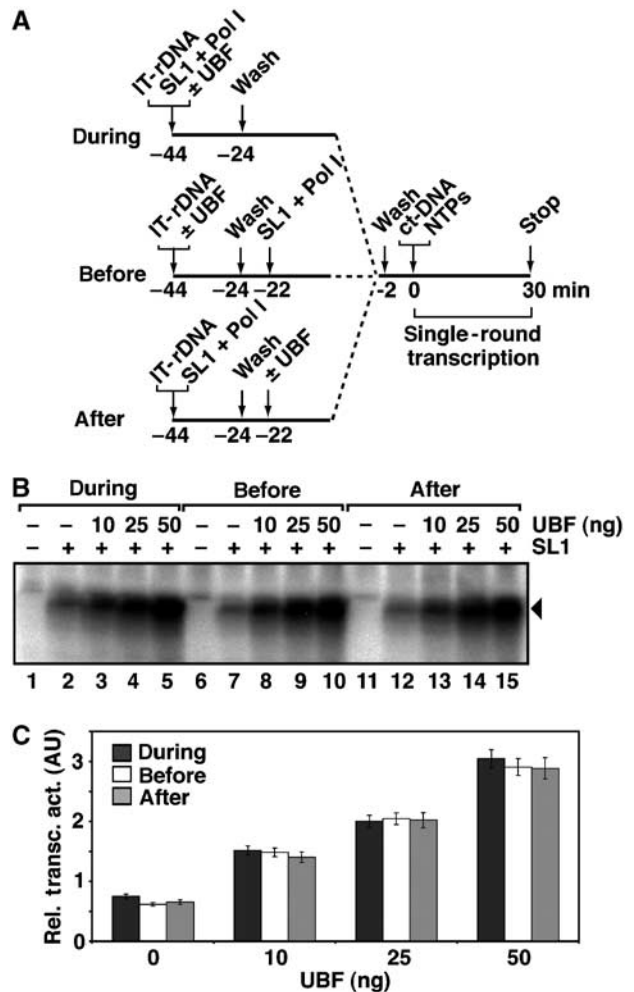 A
IT-rDNA
SL1 + Pol I
± UBF
Wash
During
−44
−24
IT-rDNA
± UBF
Wash
SL1 + Pol I
Before
−44
−24
−22
Wash
ct-DNA
NTPs
Stop
-2
0
30 min
Single-round
transcription
IT-rDNA
SL1 + Pol I
Wash
± UBF
After
−44
−24
−22
B
During Before After
– – 10 25 50 – – 10 25 50 – – 10 25 50 UBF (ng)
– + + + + – + + + + – + + + + SL1
1 2 3 4 5 6 7 8 9 10 11 12 13 14 15
C
Rel. transc. act. (AU)
3
2
1
0
During
Before
After
0 10 25 50
UBF (ng)